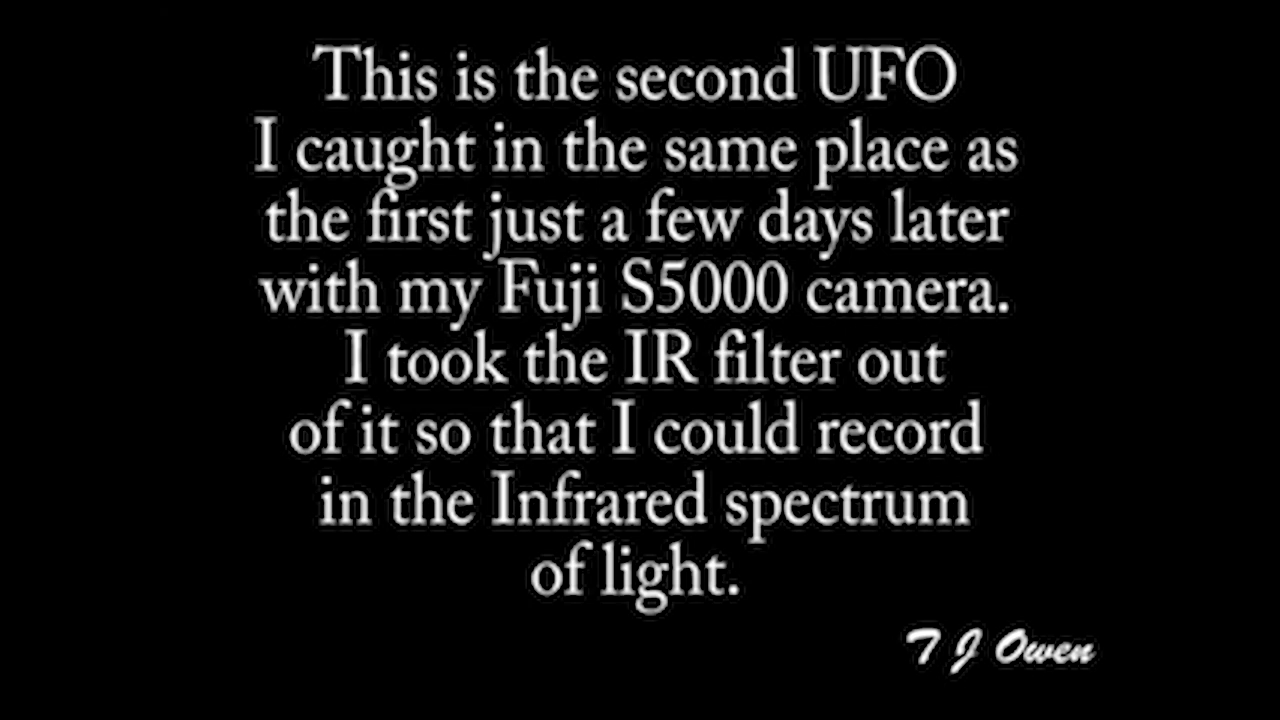 This is the second UFO
I caught in the same place as
the first just a few days later
with my Fuji S5000 camera.
I took the IR filter out
of it so that I could record
in the Infrared spectrum
of light.
T J Owen